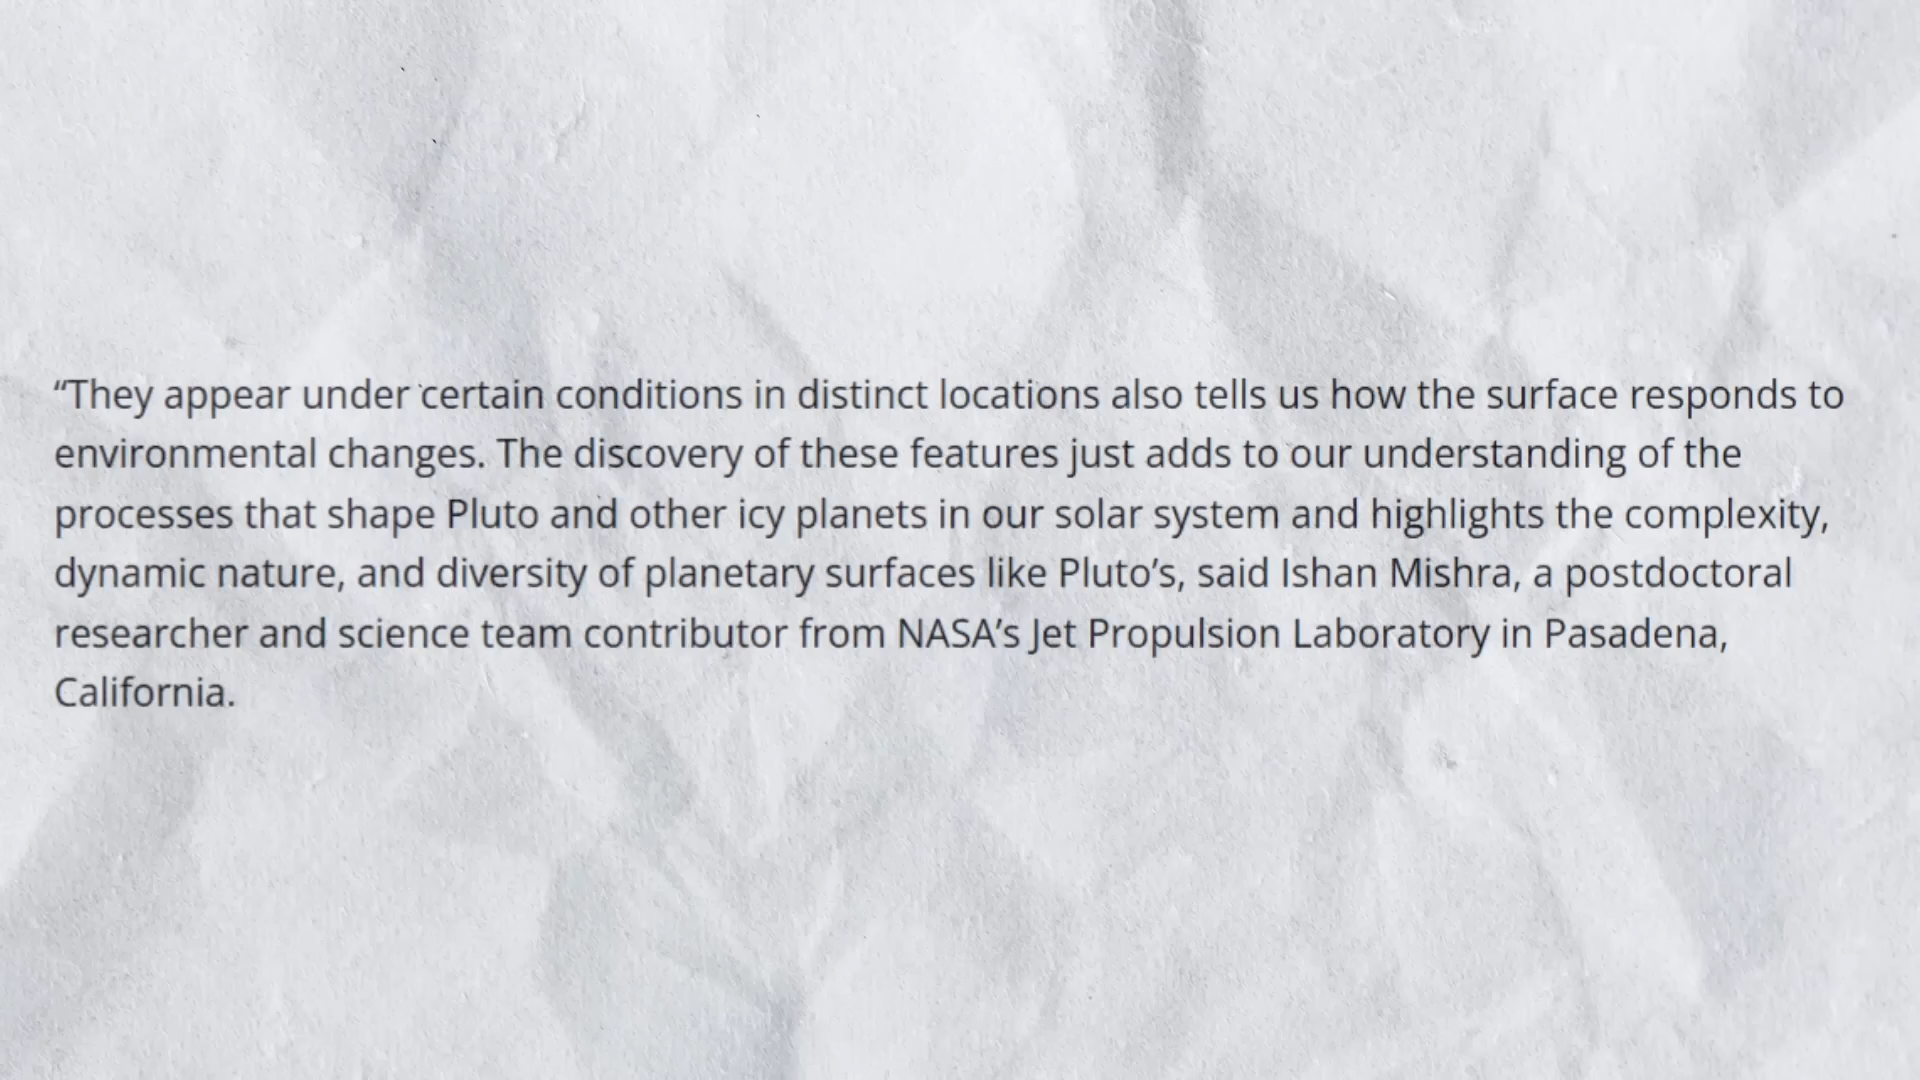 “They appear under certain conditions in distinct locations also tells us how the surface responds to
environmental changes. The discovery of these features just adds to our understanding of the
processes that shape Pluto and other icy planets in our solar system and highlights the complexity,
dynamic nature, and diversity of planetary surfaces like Pluto’s, said Ishan Mishra, a postdoctoral
researcher and science team contributor from NASA’s Jet Propulsion Laboratory in Pasadena,
California.